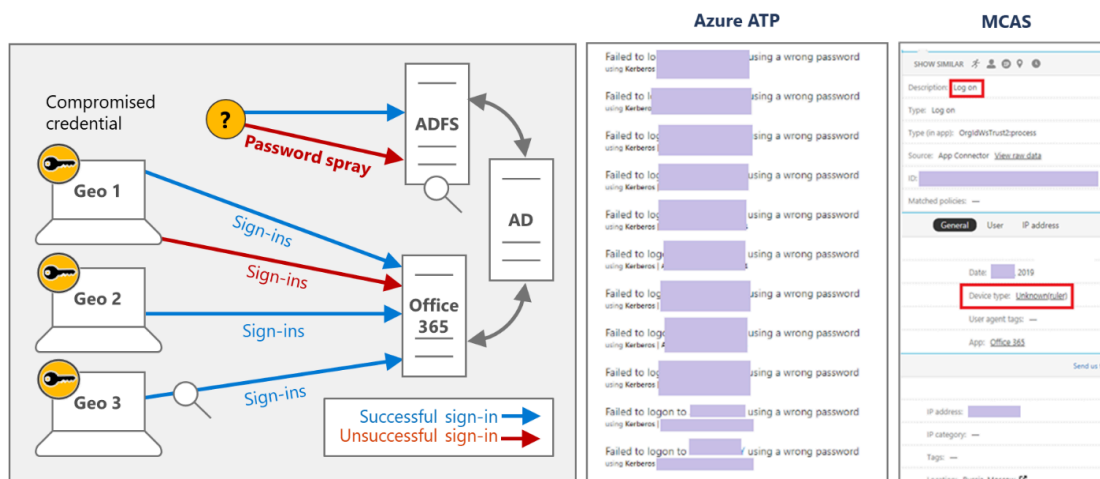 Azure ATP
MCAS
Compromised
credential
?
Password spray
ADFS
AD
Office
365
Geo 1
Geo 2
Geo 3
Sign-ins
Sign-ins
Sign-ins
Sign-ins
Successful sign-in
Unsuccessful sign-in
Failed to lo using a wrong password
using Kerberos
Failed to l using a wrong password
using Kerbero
Failed to log using a wrong password
using Kerberos
Failed to log using a wrong password
using Kerberos |
Failed to log using a wrong password
using Kerberos |
Failed to log using a wrong password
using Kerberos | A
Failed to log using a wrong password
using Kerberos |
Failed to logo using a wrong password
using Kerberos | A
Failed to log using a wrong password
using Kerberos |
Failed to logon to using a wrong password
using Kerberos |
Failed to logon to using a wrong password
using Kerberos
SHOW SIMILAR
Description: Log on
Type: Log on
Type (in app): OrgIdWsTrust2:process
Source: App Connector View raw data
ID:
Matched policies: —
General User IP address
Date: , 2019
Device type: Unknown(ruler)
User agent tags: —
App: Office 365
Send us
IP address:
IP category: —
Tags: —